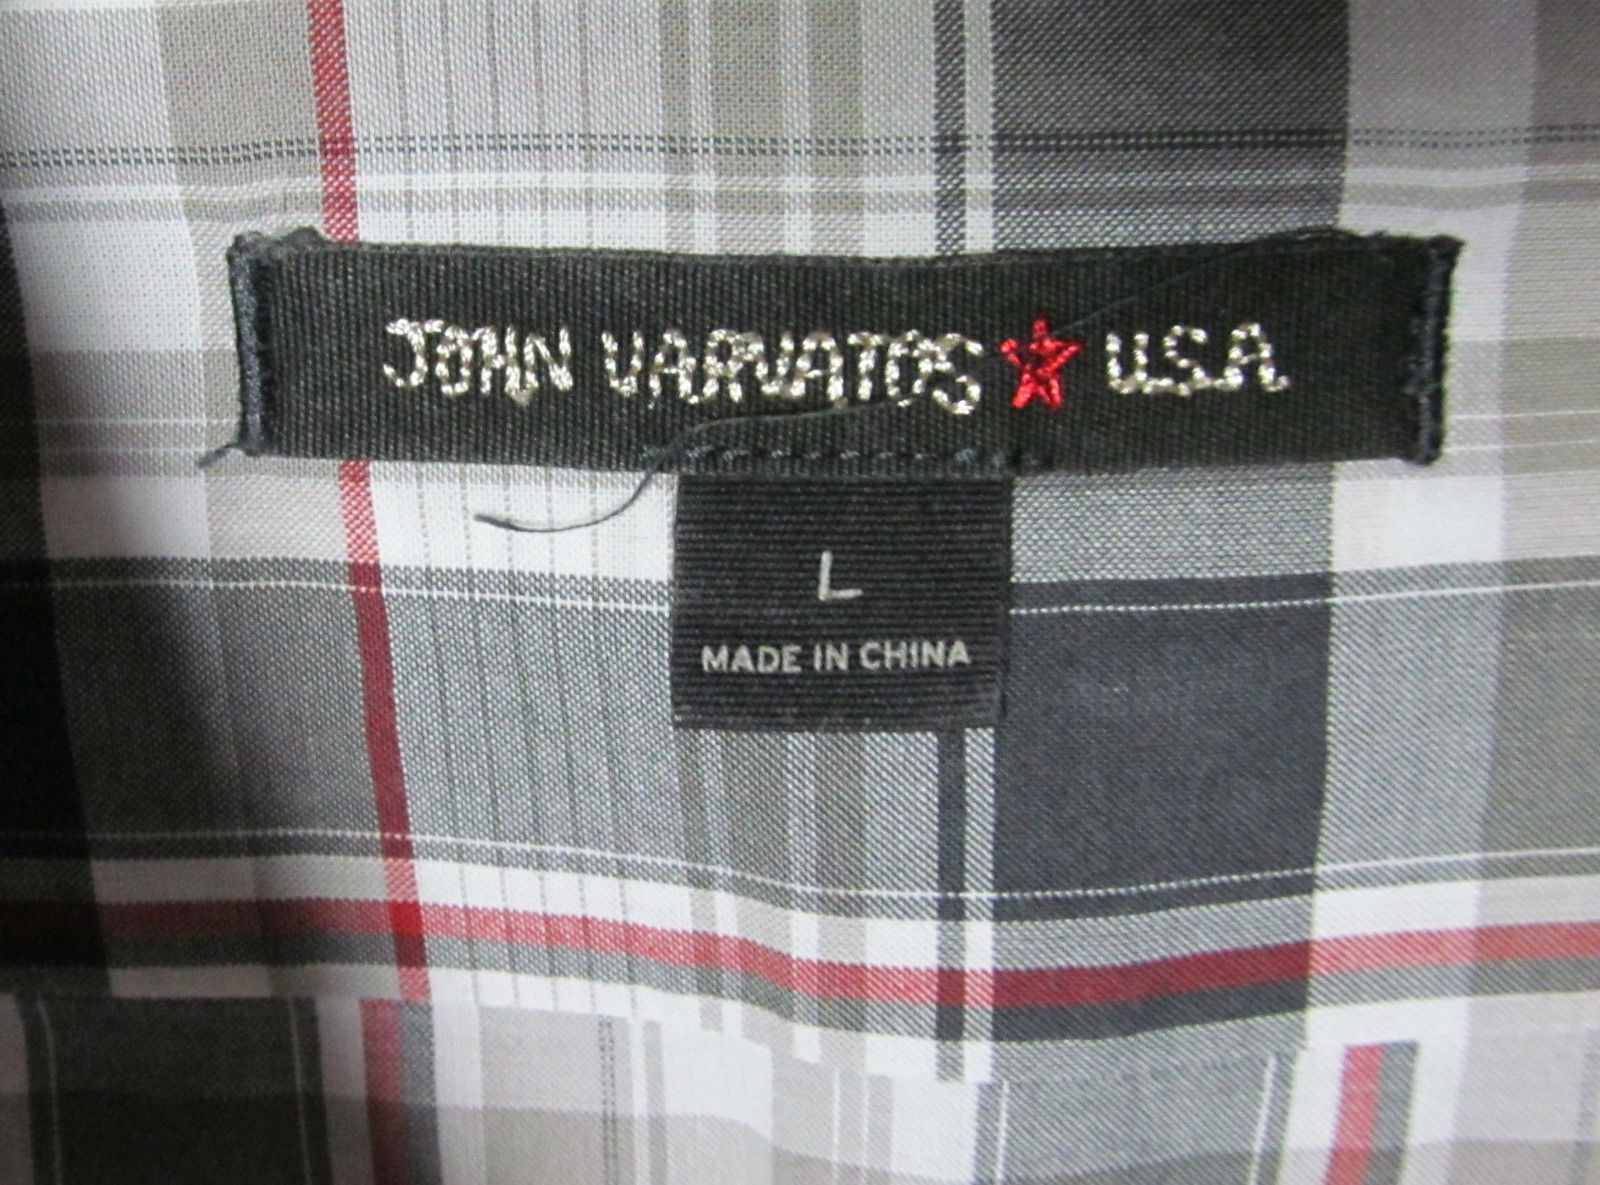 JOHN VARVATOS ★ U.S.A.
L
MADE IN CHINA